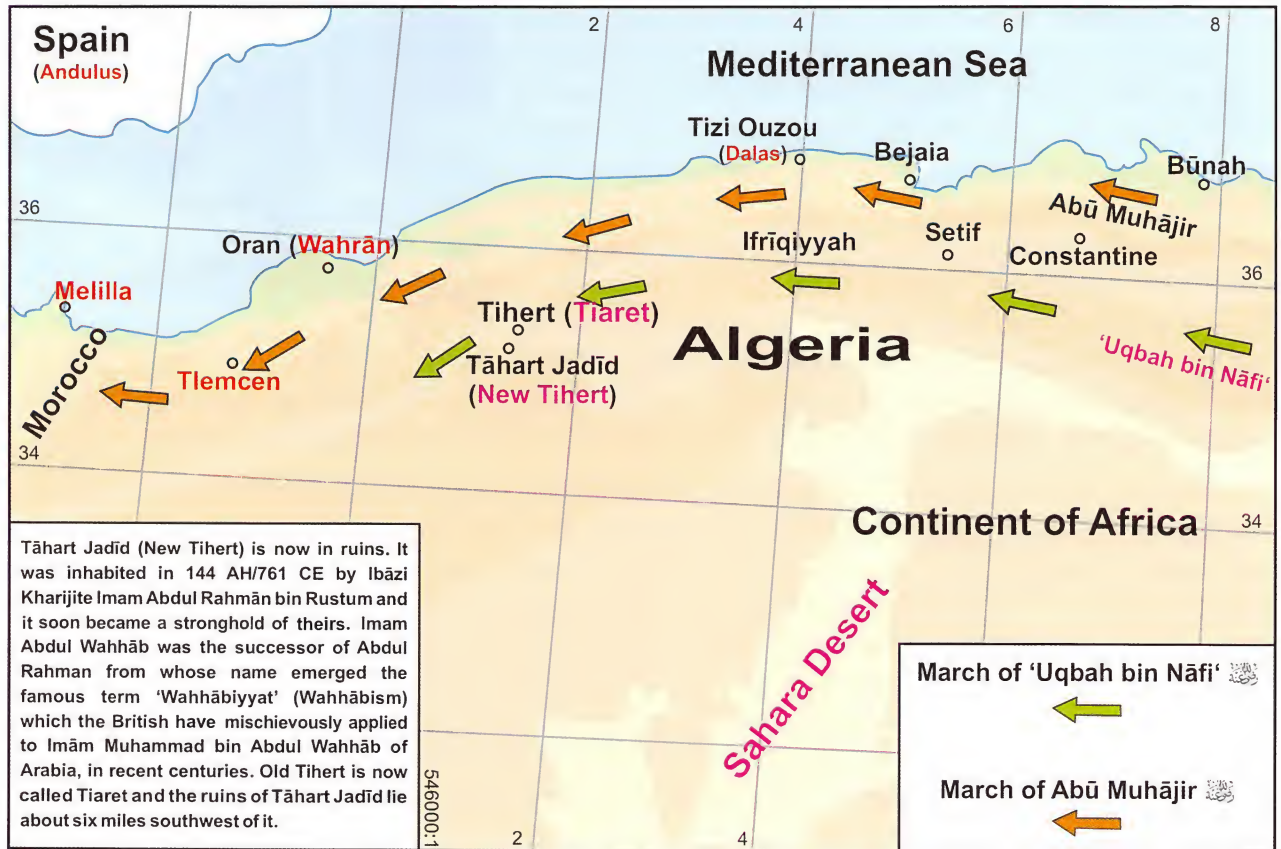 2
4
6
8
Spain
(Andulus)
Mediterranean Sea
Tizi Ouzou
(Dalas)
Bejaia
Būnah
36
Abū Muhājir
Oran (Wahrān)
Ifrīqiyyah
Setif
Constantine
36
Melilla
Tihert (Tiaret)
Algeria
‘Uqbah bin Nāfi‘
Tāhart Jadīd
(New Tihert)
Tlemcen
Morocco
34
Continent of Africa
34
Sahara Desert
Tāhart Jadīd (New Tihert) is now in ruins. It
was inhabited in 144 AH/761 CE by Ibāzi
Kharijite Imam Abdul Rahmān bin Rustum and
it soon became a stronghold of theirs. Imam
Abdul Wahhāb was the successor of Abdul
Rahman from whose name emerged the
famous term ‘Wahhābiyyat’ (Wahhābism)
which the British have mischievously applied
to Imām Muhammad bin Abdul Wahhāb of
Arabia, in recent centuries. Old Tihert is now
called Tiaret and the ruins of Tāhart Jadīd lie
about six miles southwest of it.
546000:1
2
4
March of ‘Uqbah bin Nāfi‘
March of Abū Muhājir